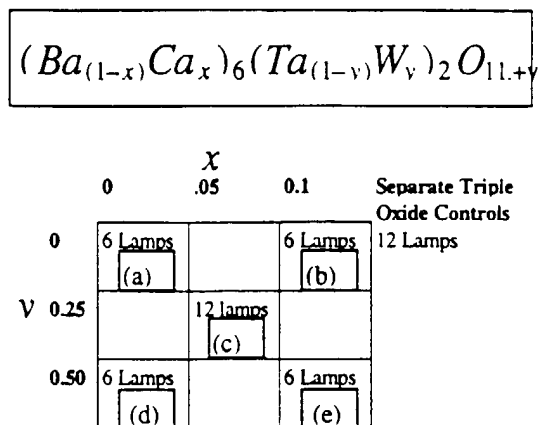 (Ba(1-x)Cax)6(Ta(1-v)Wv)2O11.+v
x
0 .05 0.1 Separate Triple
Oxide Controls
0 6 Lamps 6 Lamps 12 Lamps
(a) (b)
v 0.25 12 lamps
(c)
0.50 6 Lamps 6 Lamps
(d) (e)